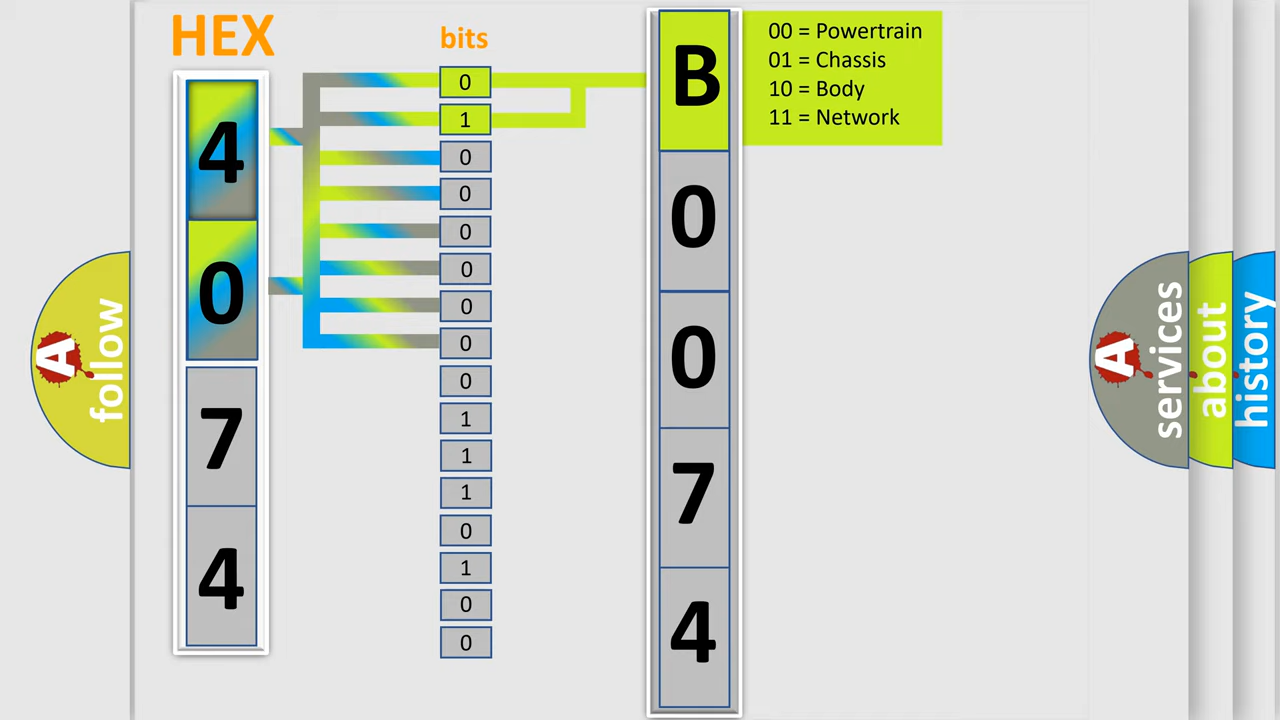 HEX
bits
4
0
7
4
0
1
0
0
0
0
0
0
0
1
1
1
0
1
0
0
B
0
0
7
4
00 = Powertrain
01 = Chassis
10 = Body
11 = Network
A
follow
A
services
about
history